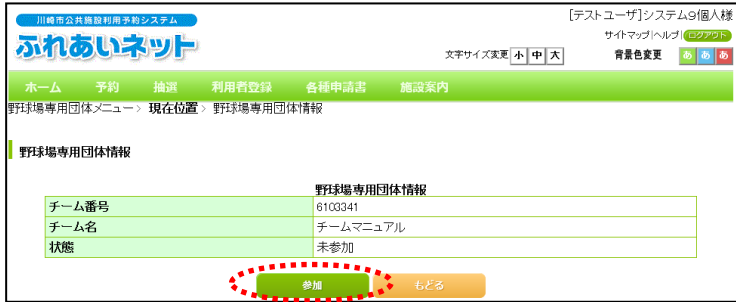 川崎市公共施設利用予約システム
[テストユーザ]システム9個人様
ふれあいネット
サイトマップ|ヘルプ|ログアウト
文字サイズ変更 小 中 大 背景色変更 あ あ あ
ホーム 予約 抽選 利用者登録 各種申請書 施設案内
野球場専用団体メニュー> 現在位置> 野球場専用団体情報
野球場専用団体情報
野球場専用団体情報
チーム番号 6103341
チーム名 チームマニュアル
状態 未参加
参加 もどる